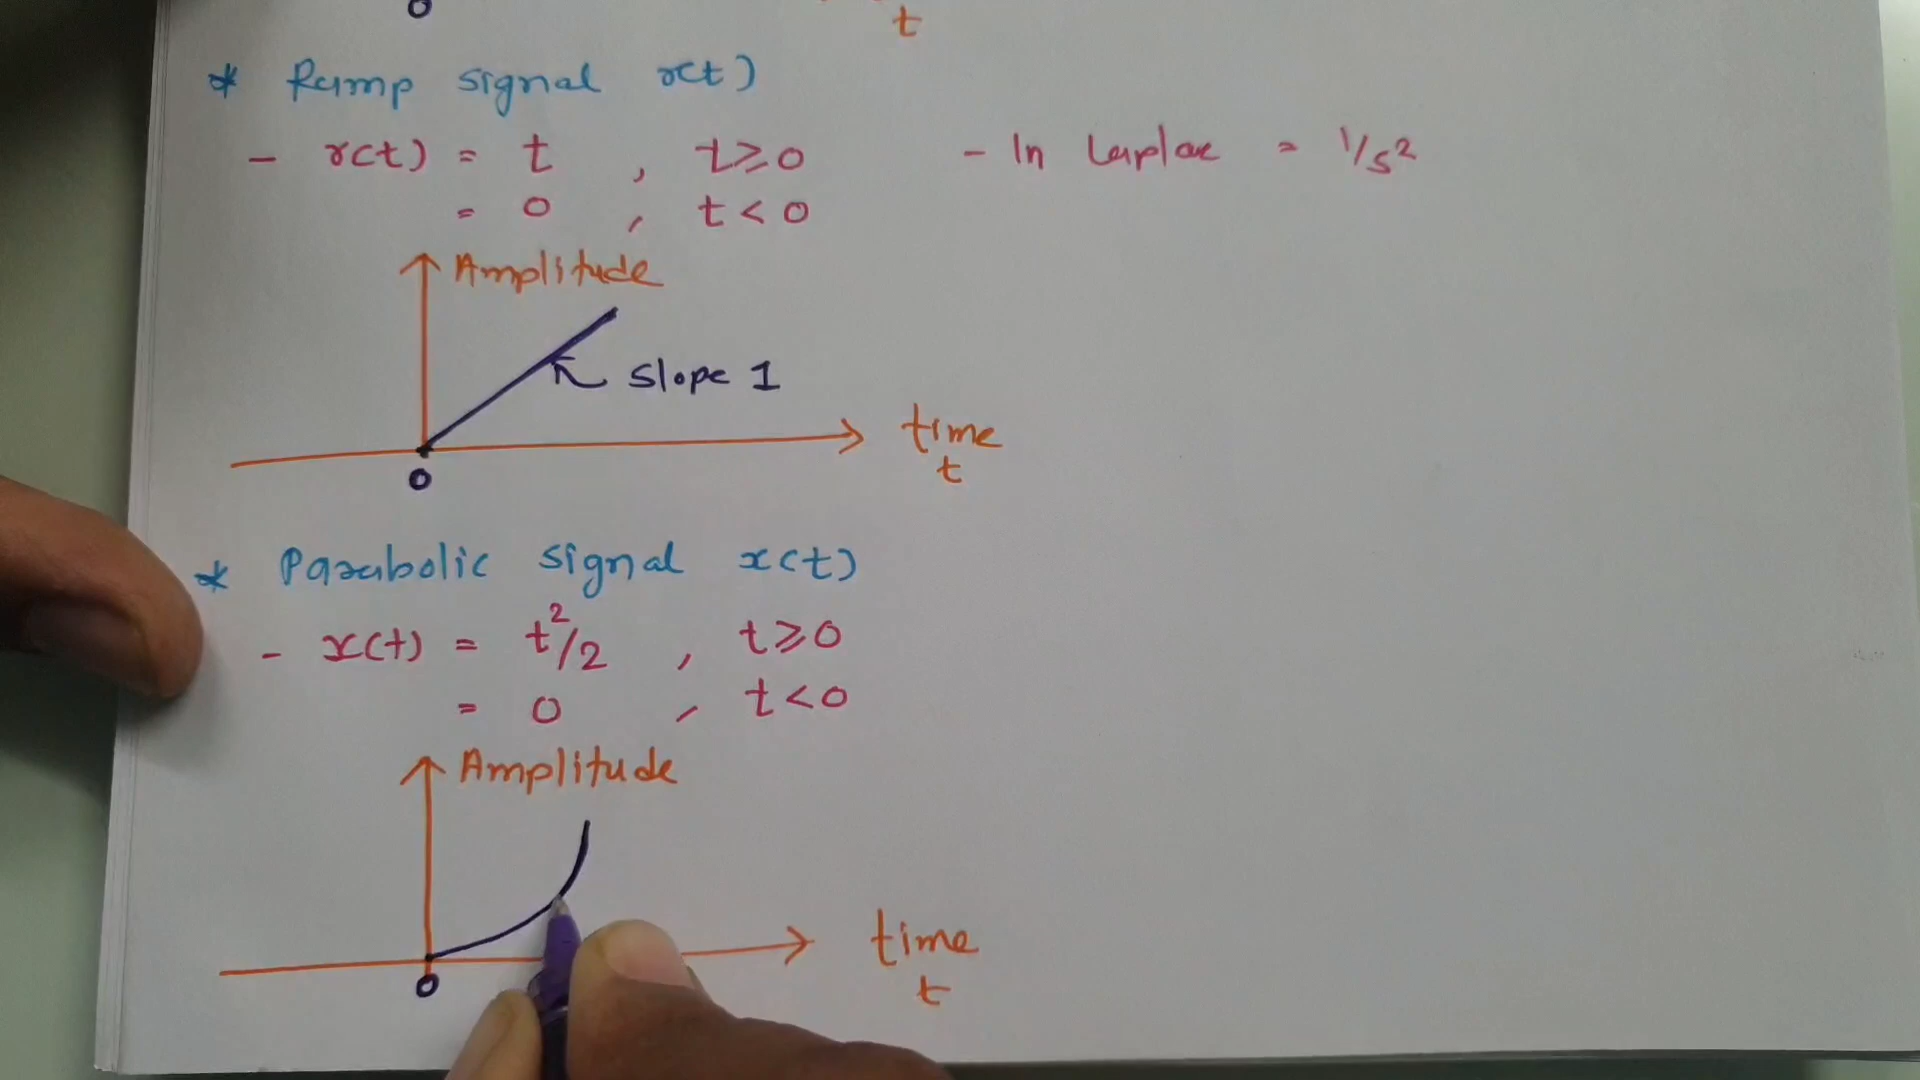 0
t
* Ramp signal r(t)
- r(t) = t , t≥0
= 0 , t<0
- In Laplace = 1/s²
Amplitude
slope 1
time
t
0
* Parabolic signal x(t)
- x(t) = t²/2 , t≥0
= 0 , t<0
Amplitude
time
t
0